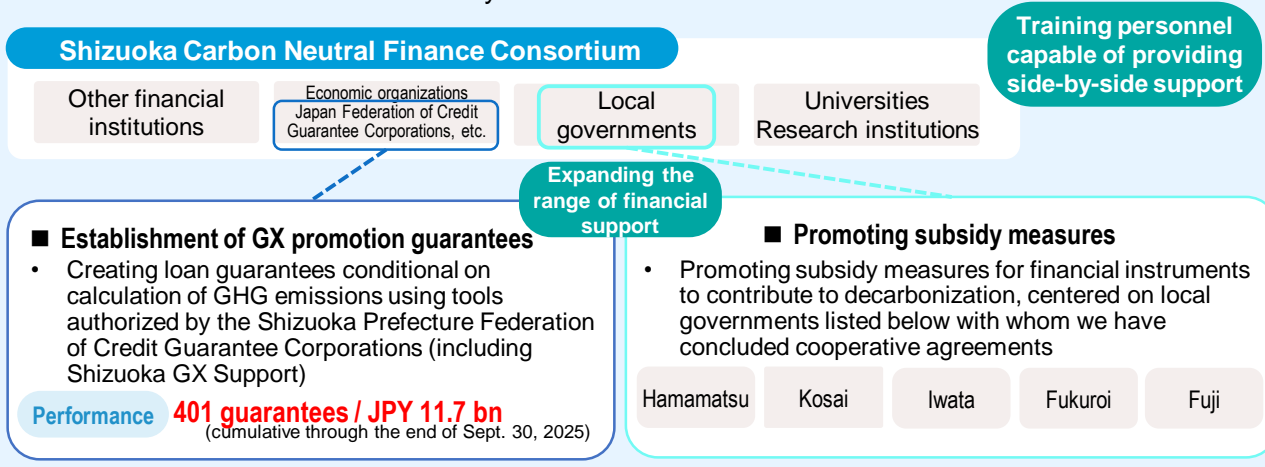 Shizuoka Carbon Neutral Finance Consortium
Training personnel
capable of providing
side-by-side support
Other financial
institutions
Economic organizations
Japan Federation of Credit
Guarantee Corporations, etc.
Local
governments
Universities
Research institutions
Expanding the
range of financial
support
■ Establishment of GX promotion guarantees
• Creating loan guarantees conditional on
calculation of GHG emissions using tools
authorized by the Shizuoka Prefecture Federation
of Credit Guarantee Corporations (including
Shizuoka GX Support)
Performance 401 guarantees / JPY 11.7 bn
(cumulative through the end of Sept. 30, 2025)
■ Promoting subsidy measures
• Promoting subsidy measures for financial instruments
to contribute to decarbonization, centered on local
governments listed below with whom we have
concluded cooperative agreements
Hamamatsu Kosai Iwata Fukuroi Fuji